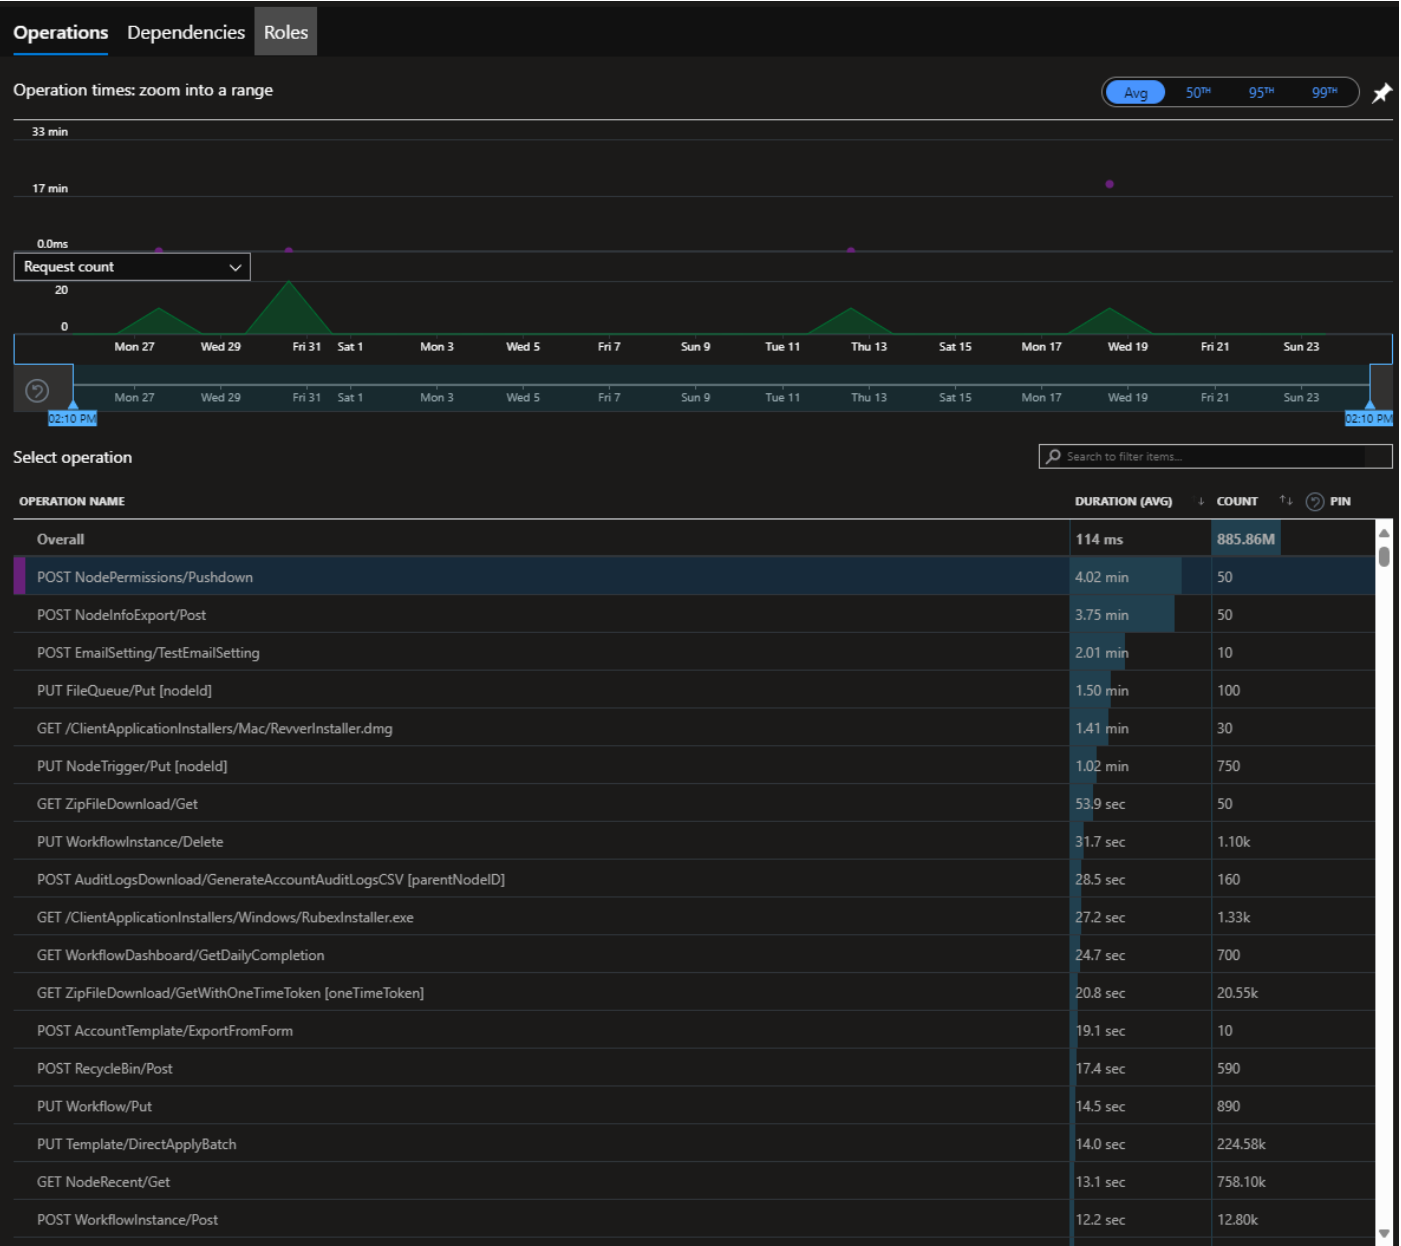 Operations Dependencies Roles
Operation times: zoom into a range
Avg 50TH 95TH 99TH
33 min
17 min
0.0ms
Request count
20
0
Mon 27 Wed 29 Fri 31 Sat 1 Mon 3 Wed 5 Fri 7 Sun 9 Tue 11 Thu 13 Sat 15 Mon 17 Wed 19 Fri 21 Sun 23
Mon 27 Wed 29 Fri 31 Sat 1 Mon 3 Wed 5 Fri 7 Sun 9 Tue 11 Thu 13 Sat 15 Mon 17 Wed 19 Fri 21 Sun 23
02:10 PM 02:10 PM
Select operation
Search to filter items...
OPERATION NAME DURATION (AVG) COUNT PIN
Overall 114 ms 885.86M
POST NodePermissions/Pushdown 4.02 min 50
POST NodeInfoExport/Post 3.75 min 50
POST EmailSetting/TestEmailSetting 2.01 min 10
PUT FileQueue/Put [nodeId] 1.50 min 100
GET /ClientApplicationInstallers/Mac/RevverInstaller.dmg 1.41 min 30
PUT NodeTrigger/Put [nodeId] 1.02 min 750
GET ZipFileDownload/Get 53.9 sec 50
PUT WorkflowInstance/Delete 31.7 sec 1.10k
POST AuditLogsDownload/GenerateAccountAuditLogsCSV [parentNodeID] 28.5 sec 160
GET /ClientApplicationInstallers/Windows/RubexInstaller.exe 27.2 sec 1.33k
GET WorkflowDashboard/GetDailyCompletion 24.7 sec 700
GET ZipFileDownload/GetWithOneTimeToken [oneTimeToken] 20.8 sec 20.55k
POST AccountTemplate/ExportFromForm 19.1 sec 10
POST RecycleBin/Post 17.4 sec 590
PUT Workflow/Put 14.5 sec 890
PUT Template/DirectApplyBatch 14.0 sec 224.58k
GET NodeRecent/Get 13.1 sec 758.10k
POST WorkflowInstance/Post 12.2 sec 12.80k